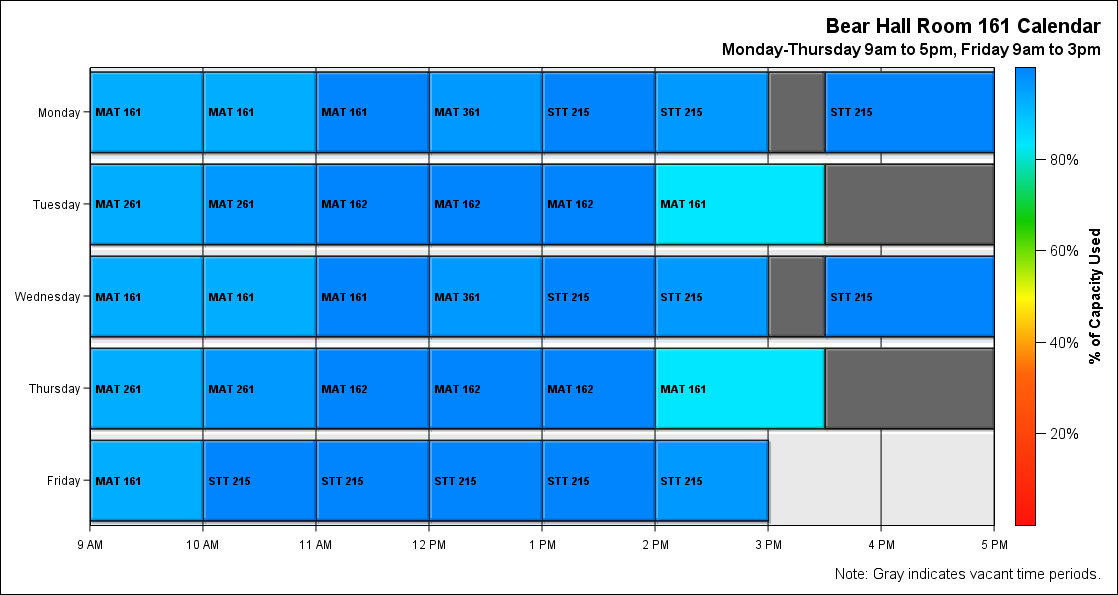 Bear Hall Room 161 Calendar
Monday-Thursday 9am to 5pm, Friday 9am to 3pm
Monday MAT 161 MAT 161 MAT 161 MAT 361 STT 215 STT 215 STT 215
80%
Tuesday MAT 261 MAT 261 MAT 162 MAT 162 MAT 162 MAT 161
60%
Wednesday MAT 161 MAT 161 MAT 161 MAT 361 STT 215 STT 215 STT 215
% of Capacity Used
40%
Thursday MAT 261 MAT 261 MAT 162 MAT 162 MAT 162 MAT 161
20%
Friday MAT 161 STT 215 STT 215 STT 215 STT 215 STT 215
9 AM 10 AM 11 AM 12 PM 1 PM 2 PM 3 PM 4 PM 5 PM
Note: Gray indicates vacant time periods.